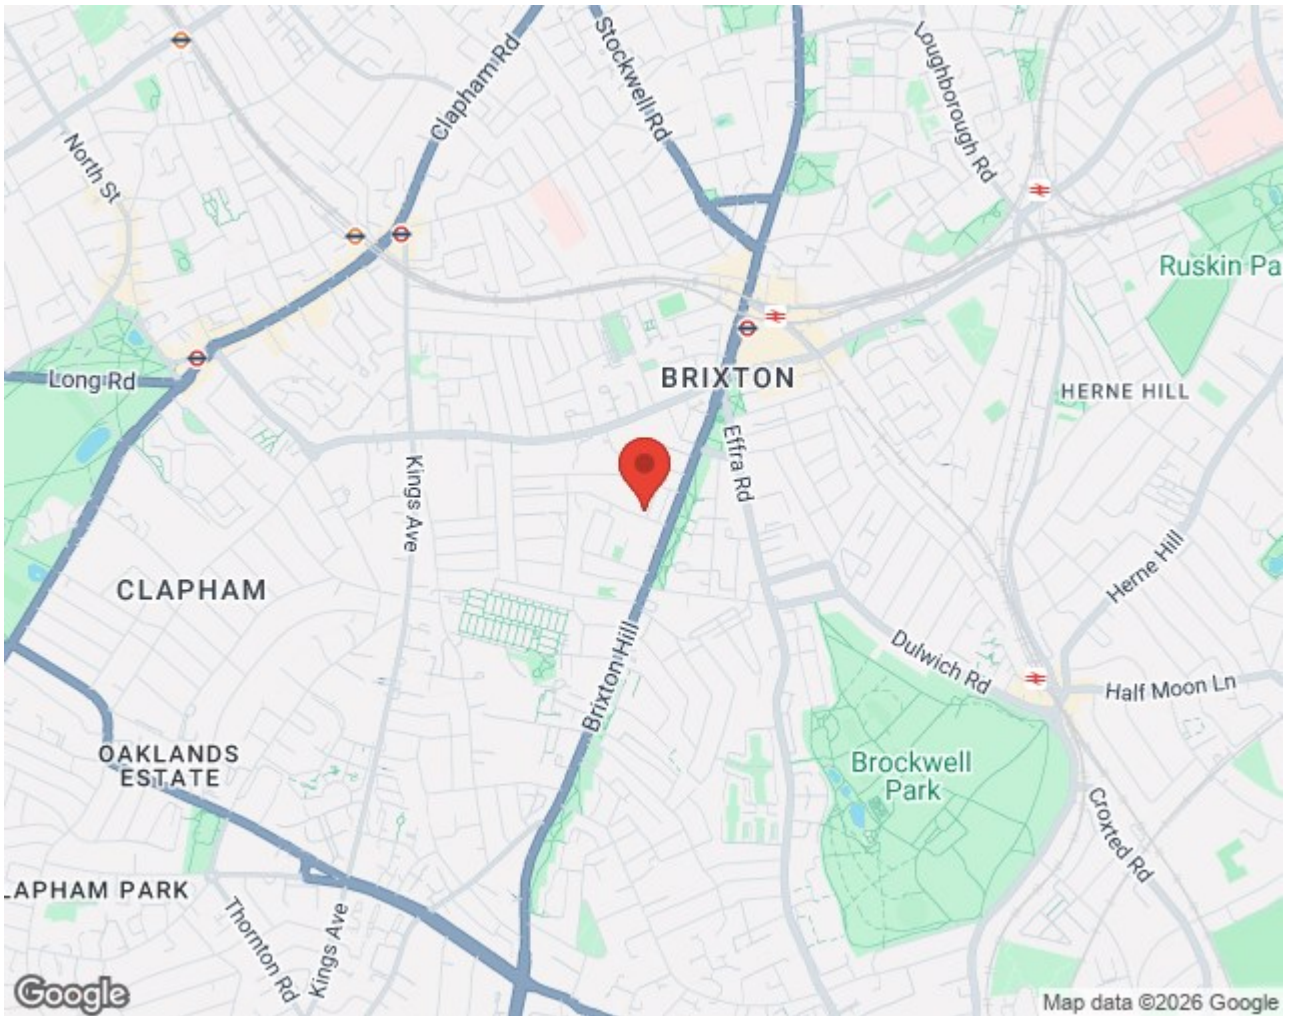 Clapham Rd
Stockwell Rd
Loughborough Rd
North St
Ruskin Pa
Long Rd
BRIXTON
HERNE HILL
Effra Rd
Kings Ave
Herne Hill
CLAPHAM
Brixton Hill
Dulwich Rd
Half Moon Ln
OAKLANDS
ESTATE
Brockwell
Park
Croxted Rd
LAPHAM PARK
Thornton Rd
Kings Ave
Google
Map data ©2026 Google